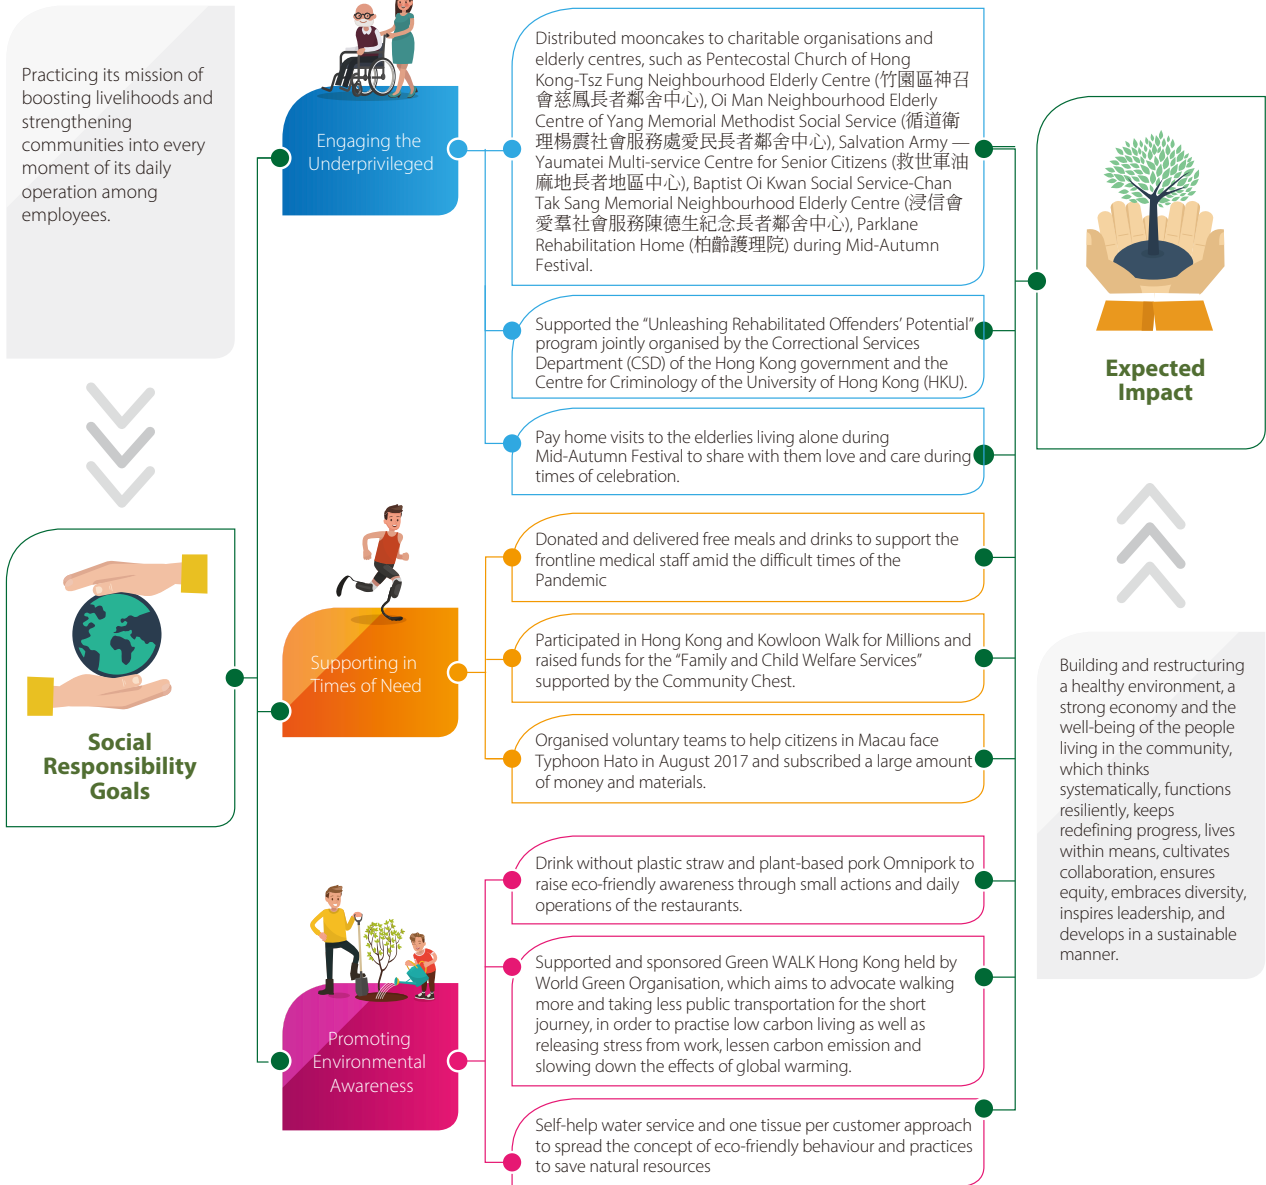 Practicing its mission of
boosting livelihoods and
strengthening
communities into every
moment of its daily
operation among
employees.
Social
Responsibility
Goals
Engaging the
Underprivileged
Distributed mooncakes to charitable organisations and
elderly centres, such as Pentecostal Church of Hong
Kong-Tsz Fung Neighbourhood Elderly Centre (竹園區神召
會慈鳳長者鄰舍中心), Oi Man Neighbourhood Elderly
Centre of Yang Memorial Methodist Social Service (循道衛
理楊震社會服務處愛民長者鄰舍中心), Salvation Army —
Yaumatei Multi-service Centre for Senior Citizens (救世軍油
麻地長者地區中心), Baptist Oi Kwan Social Service-Chan
Tak Sang Memorial Neighbourhood Elderly Centre (浸信會
愛羣社會服務陳德生紀念長者鄰舍中心), Parklane
Rehabilitation Home (柏齡護理院) during Mid-Autumn
Festival.
Supported the “Unleashing Rehabilitated Offenders’ Potential”
program jointly organised by the Correctional Services
Department (CSD) of the Hong Kong government and the
Centre for Criminology of the University of Hong Kong (HKU).
Pay home visits to the elderlies living alone during
Mid-Autumn Festival to share with them love and care during
times of celebration.
Supporting in
Times of Need
Donated and delivered free meals and drinks to support the
frontline medical staff amid the difficult times of the
Pandemic
Participated in Hong Kong and Kowloon Walk for Millions and
raised funds for the “Family and Child Welfare Services”
supported by the Community Chest.
Organised voluntary teams to help citizens in Macau face
Typhoon Hato in August 2017 and subscribed a large amount
of money and materials.
Promoting
Environmental
Awareness
Drink without plastic straw and plant-based pork Omnipork to
raise eco-friendly awareness through small actions and daily
operations of the restaurants.
Supported and sponsored Green WALK Hong Kong held by
World Green Organisation, which aims to advocate walking
more and taking less public transportation for the short
journey, in order to practise low carbon living as well as
releasing stress from work, lessen carbon emission and
slowing down the effects of global warming.
Self-help water service and one tissue per customer approach
to spread the concept of eco-friendly behaviour and practices
to save natural resources
Expected
Impact
Building and restructuring
a healthy environment, a
strong economy and the
well-being of the people
living in the community,
which thinks
systematically, functions
resiliently, keeps
redefining progress, lives
within means, cultivates
collaboration, ensures
equity, embraces diversity,
inspires leadership, and
develops in a sustainable
manner.